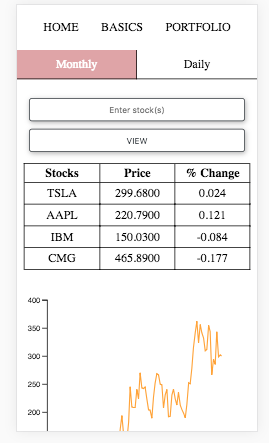 HOME BASICS PORTFOLIO
Monthly Daily
Enter stock(s)
VIEW
Stocks Price % Change
TSLA 299.6800 0.024
AAPL 220.7900 0.121
IBM 150.0300 -0.084
CMG 465.8900 -0.177
400
350
300
250
200